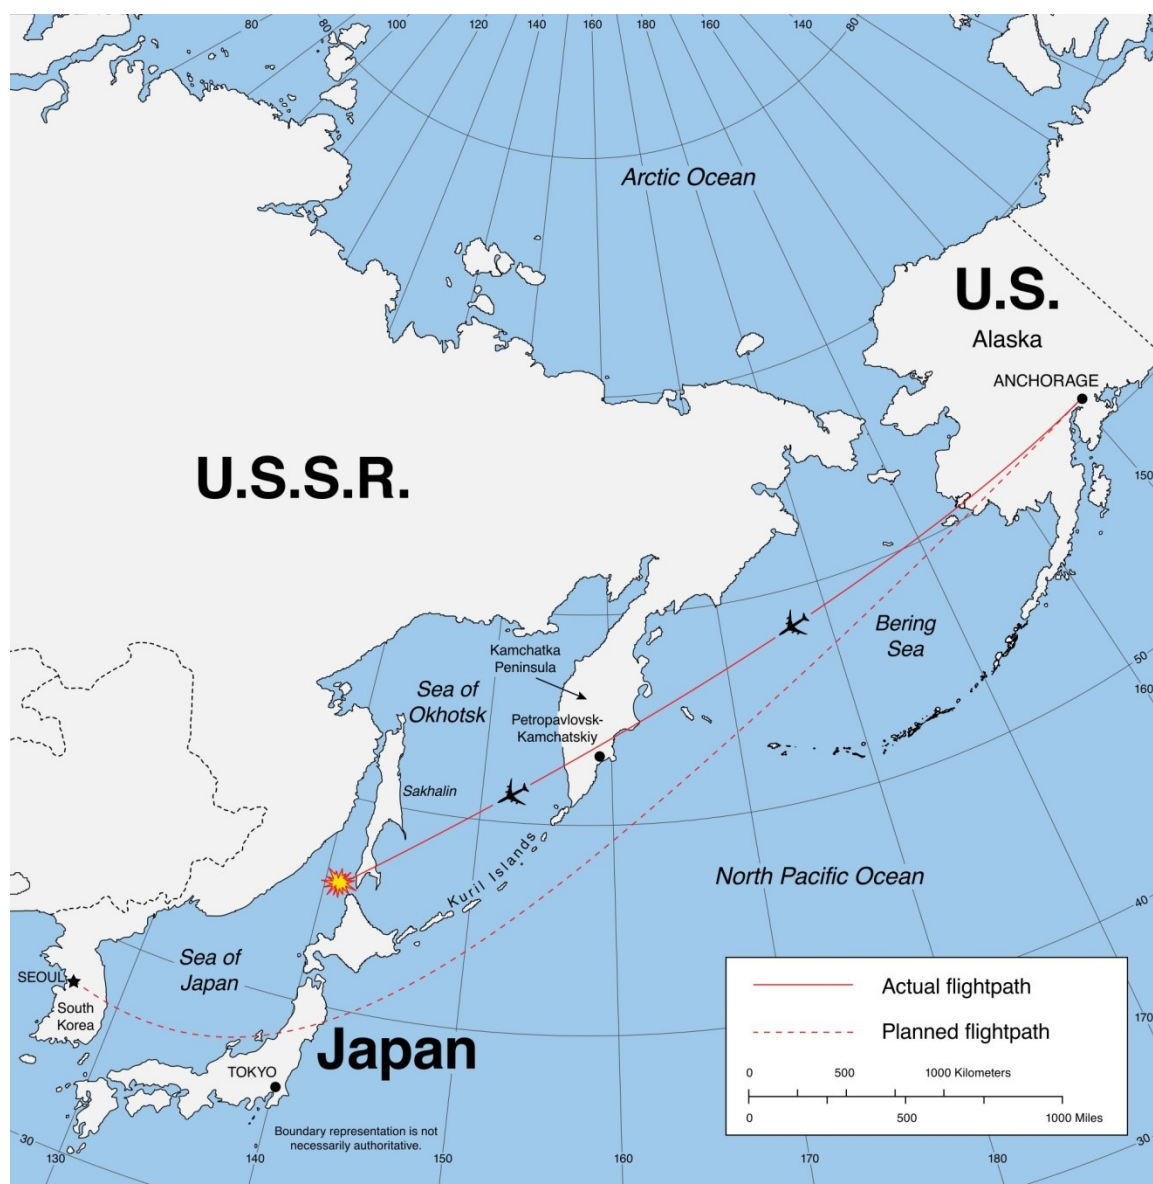 80
100
120
140
160
180
160
140
80
Arctic Ocean
U.S.
Alaska
ANCHORAGE
U.S.S.R.
150
Bering
Sea
Kamchatka
Peninsula
Sea of
Okhotsk
50
160
Petropavlovsk-
Kamchatskiy
Sakhalin
Kuril Islands
North Pacific Ocean
40
Sea of
Japan
SEOUL
South
Korea
Actual flightpath
Planned flightpath
170
Japan
TOKYO
0 500 1000 Kilometers
0 500 1000 Miles
Boundary representation is not
necessarily authoritative.
30
130
140
150
160
170
180
30